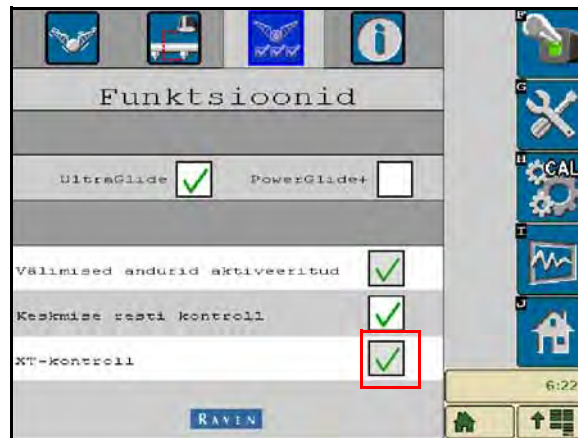 F
Funktsioonid
G
UltraGlide
PowerGlide+
H
CAL
I
Välimised andurid aktiveeritud
Keskmise resti kontroll
J
XT-kontroll
6:22
RAVEN